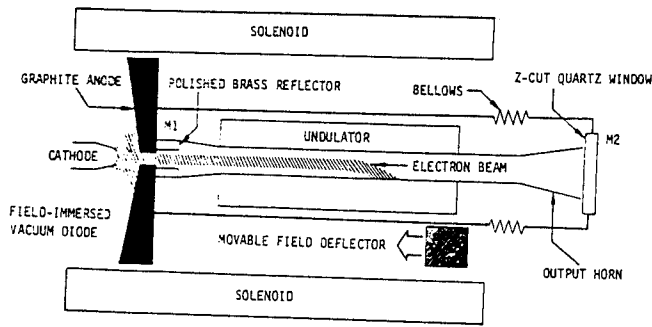 SOLENOID
GRAPHITE ANODE
POLISHED BRASS REFLECTOR
BELLOWS
Z-CUT QUARTZ WINDOW
M1
UNDULATOR
M2
CATHODE
ELECTRON BEAM
FIELD-IMMERSED
VACUUM DIODE
MOVABLE FIELD DEFLECTOR
OUTPUT HORN
SOLENOID